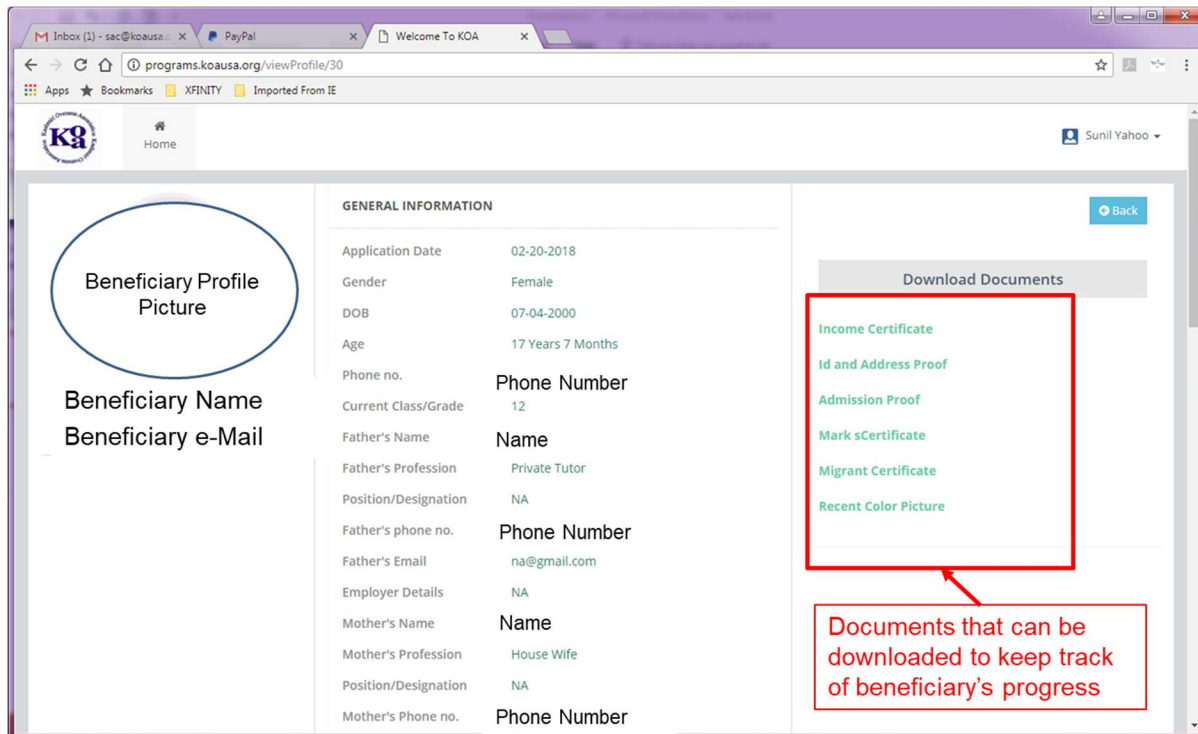 Inbox (1) - sac@koausa.c
PayPal
Welcome To KOA
programs.koausa.org/viewProfile/30
Apps Bookmarks XFINITY Imported From IE
KOA
Home
Sunil Yahoo
Beneficiary Profile
Picture
Beneficiary Name
Beneficiary e-Mail
GENERAL INFORMATION
Application Date 02-20-2018
Gender Female
DOB 07-04-2000
Age 17 Years 7 Months
Phone no. Phone Number
Current Class/Grade 12
Father's Name Name
Father's Profession Private Tutor
Position/Designation NA
Father's phone no. Phone Number
Father's Email na@gmail.com
Employer Details NA
Mother's Name Name
Mother's Profession House Wife
Position/Designation NA
Mother's Phone no. Phone Number
Back
Download Documents
Income Certificate
Id and Address Proof
Admission Proof
Mark sCertificate
Migrant Certificate
Recent Color Picture
Documents that can be
downloaded to keep track
of beneficiary's progress